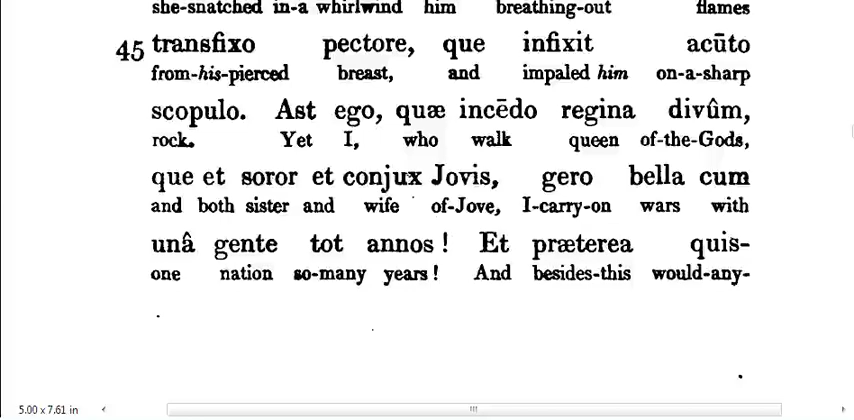 she-snatched in-a whirlwind him breathing-out flames
45 transfixo pectore, que infixit acūto
from-his-pierced breast, and impaled him on-a-sharp
scopulo. Ast ego, quæ incēdo regina divûm,
rock. Yet I, who walk queen of-the-Gods,
que et soror et conjux Jovis, gero bella cum
and both sister and wife of-Jove, I-carry-on wars with
unâ gente tot annos! Et præterea quis-
one nation so-many years! And besides-this would-any-
5.00 x 7.61 in